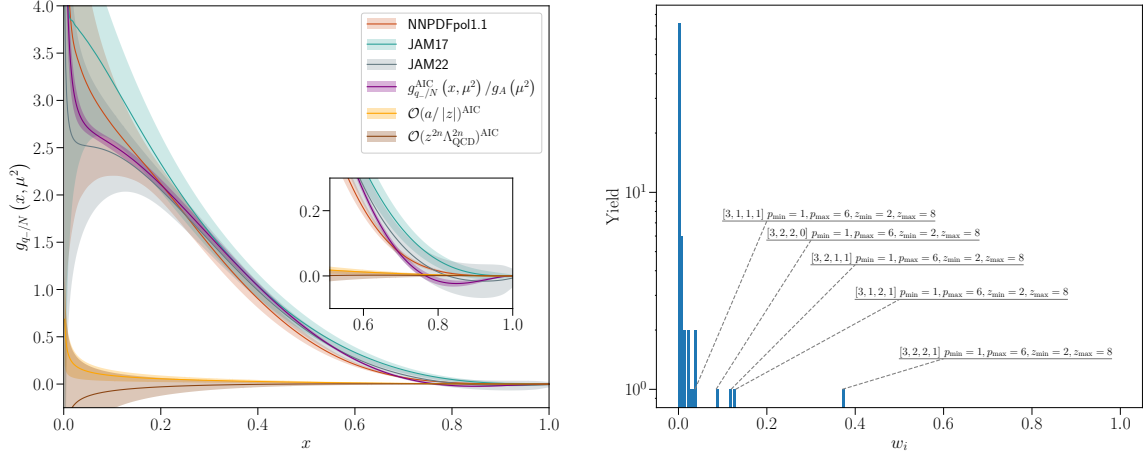 4.0
3.5
3.0
2.5
2.0
1.5
1.0
0.5
0.0
g_{q_-/N} (x, μ²)
NNPDFpol1.1
JAM17
JAM22
g^{AIC}_{q_-/N} (x, μ²) /g_A (μ²)
O(a/ |z|)^{AIC}
O(z^{2n}Λ^{2n}_{QCD})^{AIC}
0.2
0.0
0.6 0.8 1.0
0.0 0.2 0.4 0.6 0.8 1.0
x
10¹
10⁰
Yield
[3, 1, 1, 1] p_min = 1, p_max = 6, z_min = 2, z_max = 8
[3, 2, 2, 0] p_min = 1, p_max = 6, z_min = 2, z_max = 8
[3, 2, 1, 1] p_min = 1, p_max = 6, z_min = 2, z_max = 8
[3, 1, 2, 1] p_min = 1, p_max = 6, z_min = 2, z_max = 8
[3, 2, 2, 1] p_min = 1, p_max = 6, z_min = 2, z_max = 8
0.0 0.2 0.4 0.6 0.8 1.0
w_i